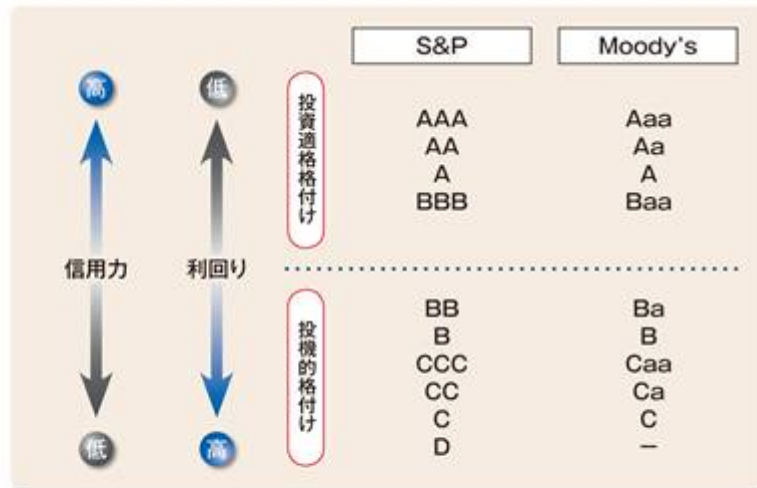 S&P Moody's
高 低
投資適格格付け
AAA Aaa
AA Aa
A A
BBB Baa
信用力 利回り
投機的格付け
BB Ba
B B
CCC Caa
CC Ca
C C
D –
低 高